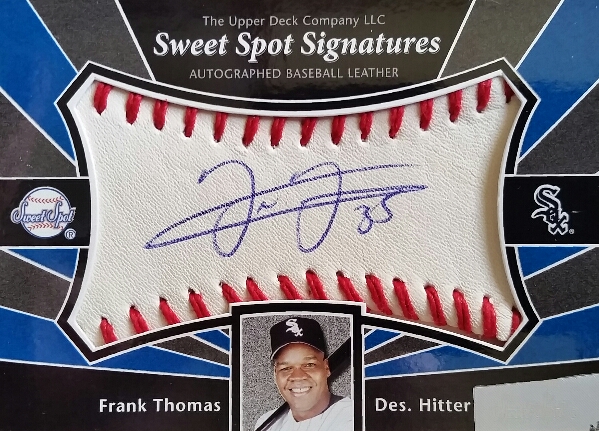 The Upper Deck Company LLC
Sweet Spot Signatures
AUTOGRAPHED BASEBALL LEATHER
Sweet Spot
®
Sox
35
Frank Thomas
Des. Hitter